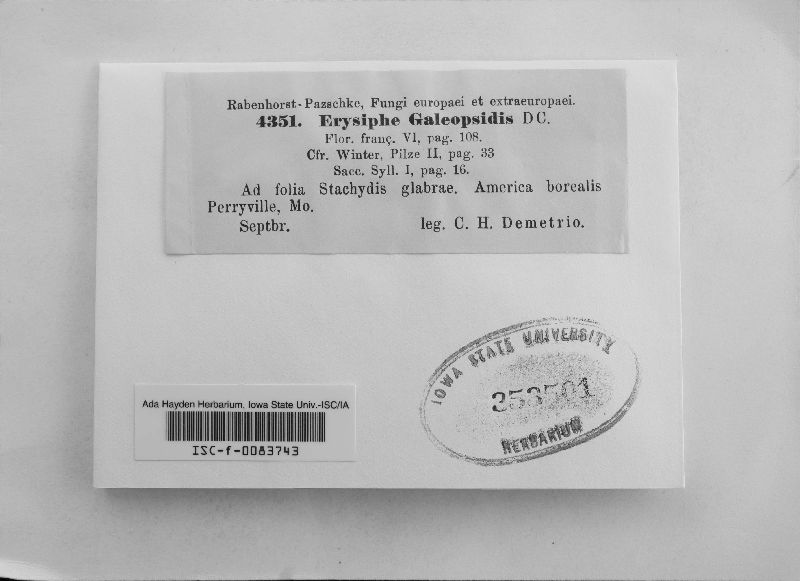 Rabenhorst-Pazschke, Fungi europaei et extraeuropaei.
4351. Erysiphe Galeopsidis DC.
Flor. franç. VI, pag. 108.
Cfr. Winter, Pilze II, pag. 33
Sacc. Syll. I, pag. 16.
Ad folia Stachydis glabrae. America borealis
Perryville, Mo.
Septbr. leg. C. H. Demetrio.
IOWA STATE UNIVERSITY
353501
HERBARIUM
Ada Hayden Herbarium, Iowa State Univ.-ISC/IA
ISC-f-0083743